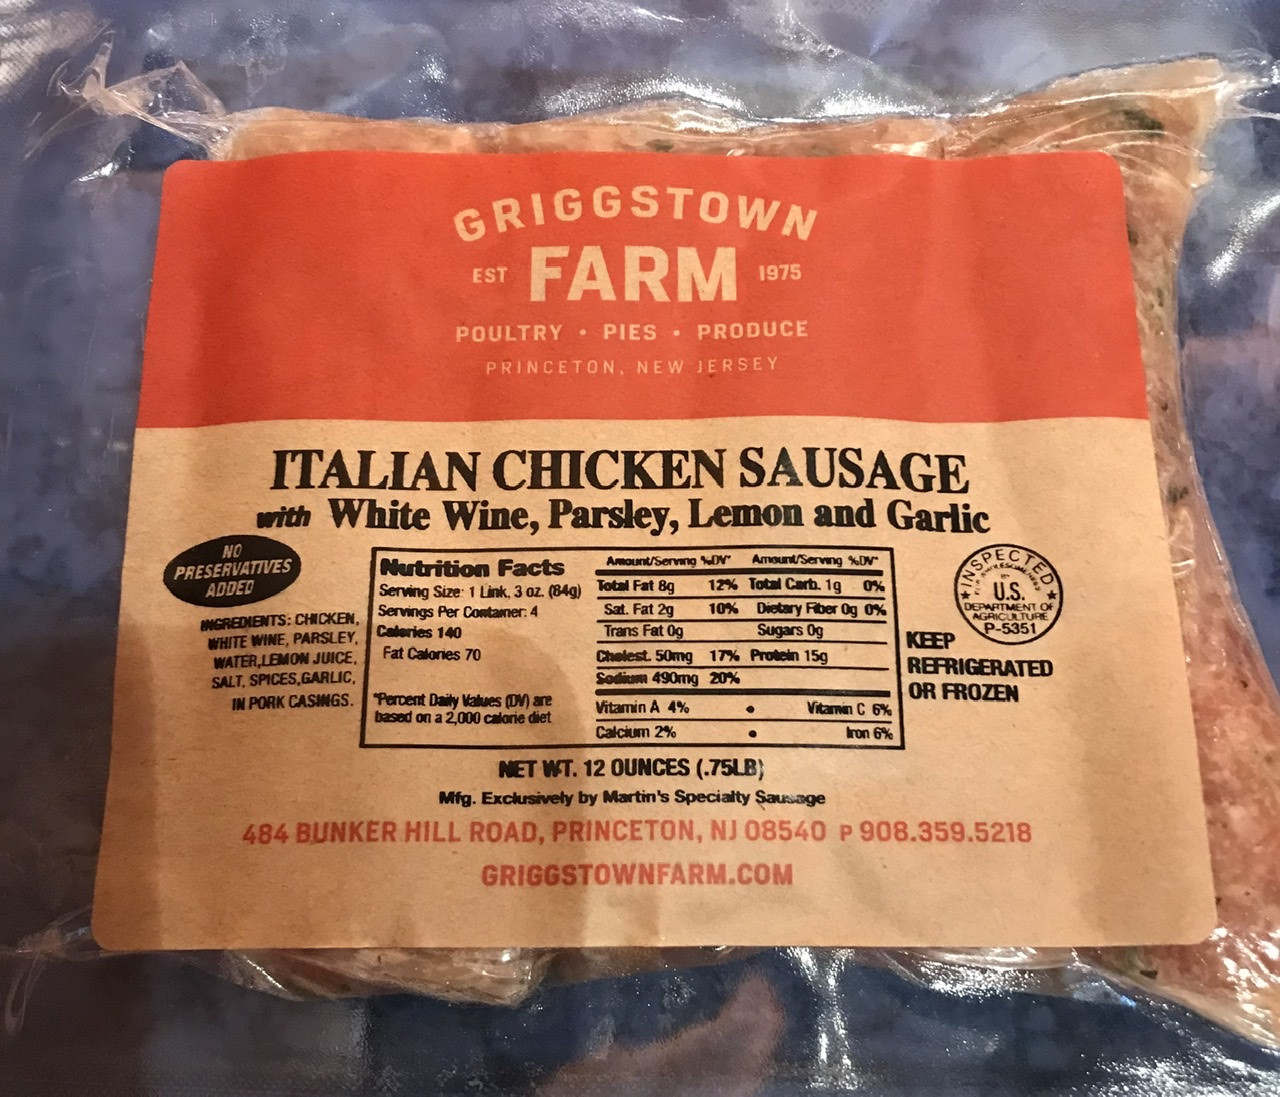 GRIGGSTOWN
EST FARM 1975
POULTRY • PIES • PRODUCE
PRINCETON, NEW JERSEY
ITALIAN CHICKEN SAUSAGE
with White Wine, Parsley, Lemon and Garlic
NO
PRESERVATIVES
ADDED
INGREDIENTS: CHICKEN,
WHITE WINE, PARSLEY,
WATER,LEMON JUICE,
SALT, SPICES,GARLIC,
IN PORK CASINGS.
Nutrition Facts
Serving Size: 1 Link, 3 oz. (84g)
Servings Per Container: 4
Calories 140
Fat Calories 70
*Percent Daily Values (DV) are
based on a 2,000 calorie diet
Amount/Serving %DV* Amount/Serving %DV*
Total Fat 8g 12% Total Carb. 1g 0%
Sat. Fat 2g 10% Dietary Fiber 0g 0%
Trans Fat 0g Sugars 0g
Cholest. 50mg 17% Protein 15g
Sodium 490mg 20%
Vitamin A 4% • Vitamin C 6%
Calcium 2% • Iron 6%
INSPECTED
U.S.
DEPARTMENT OF
AGRICULTURE
P-5351
KEEP
REFRIGERATED
OR FROZEN
NET WT. 12 OUNCES (.75LB)
Mfg. Exclusively by Martin's Specialty Sausage
484 BUNKER HILL ROAD, PRINCETON, NJ 08540 P 908.359.5218
GRIGGSTOWNFARM.COM